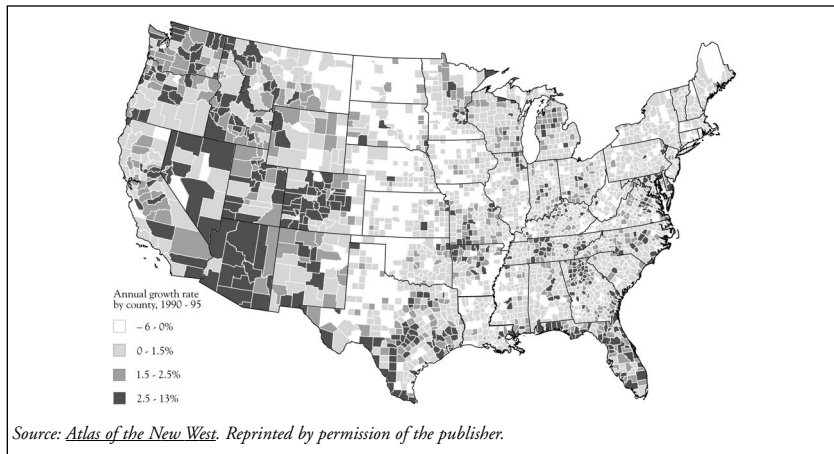 Annual growth rate
by county, 1990 - 95
– 6 - 0%
0 - 1.5%
1.5 - 2.5%
2.5 - 13%
Source: Atlas of the New West. Reprinted by permission of the publisher.